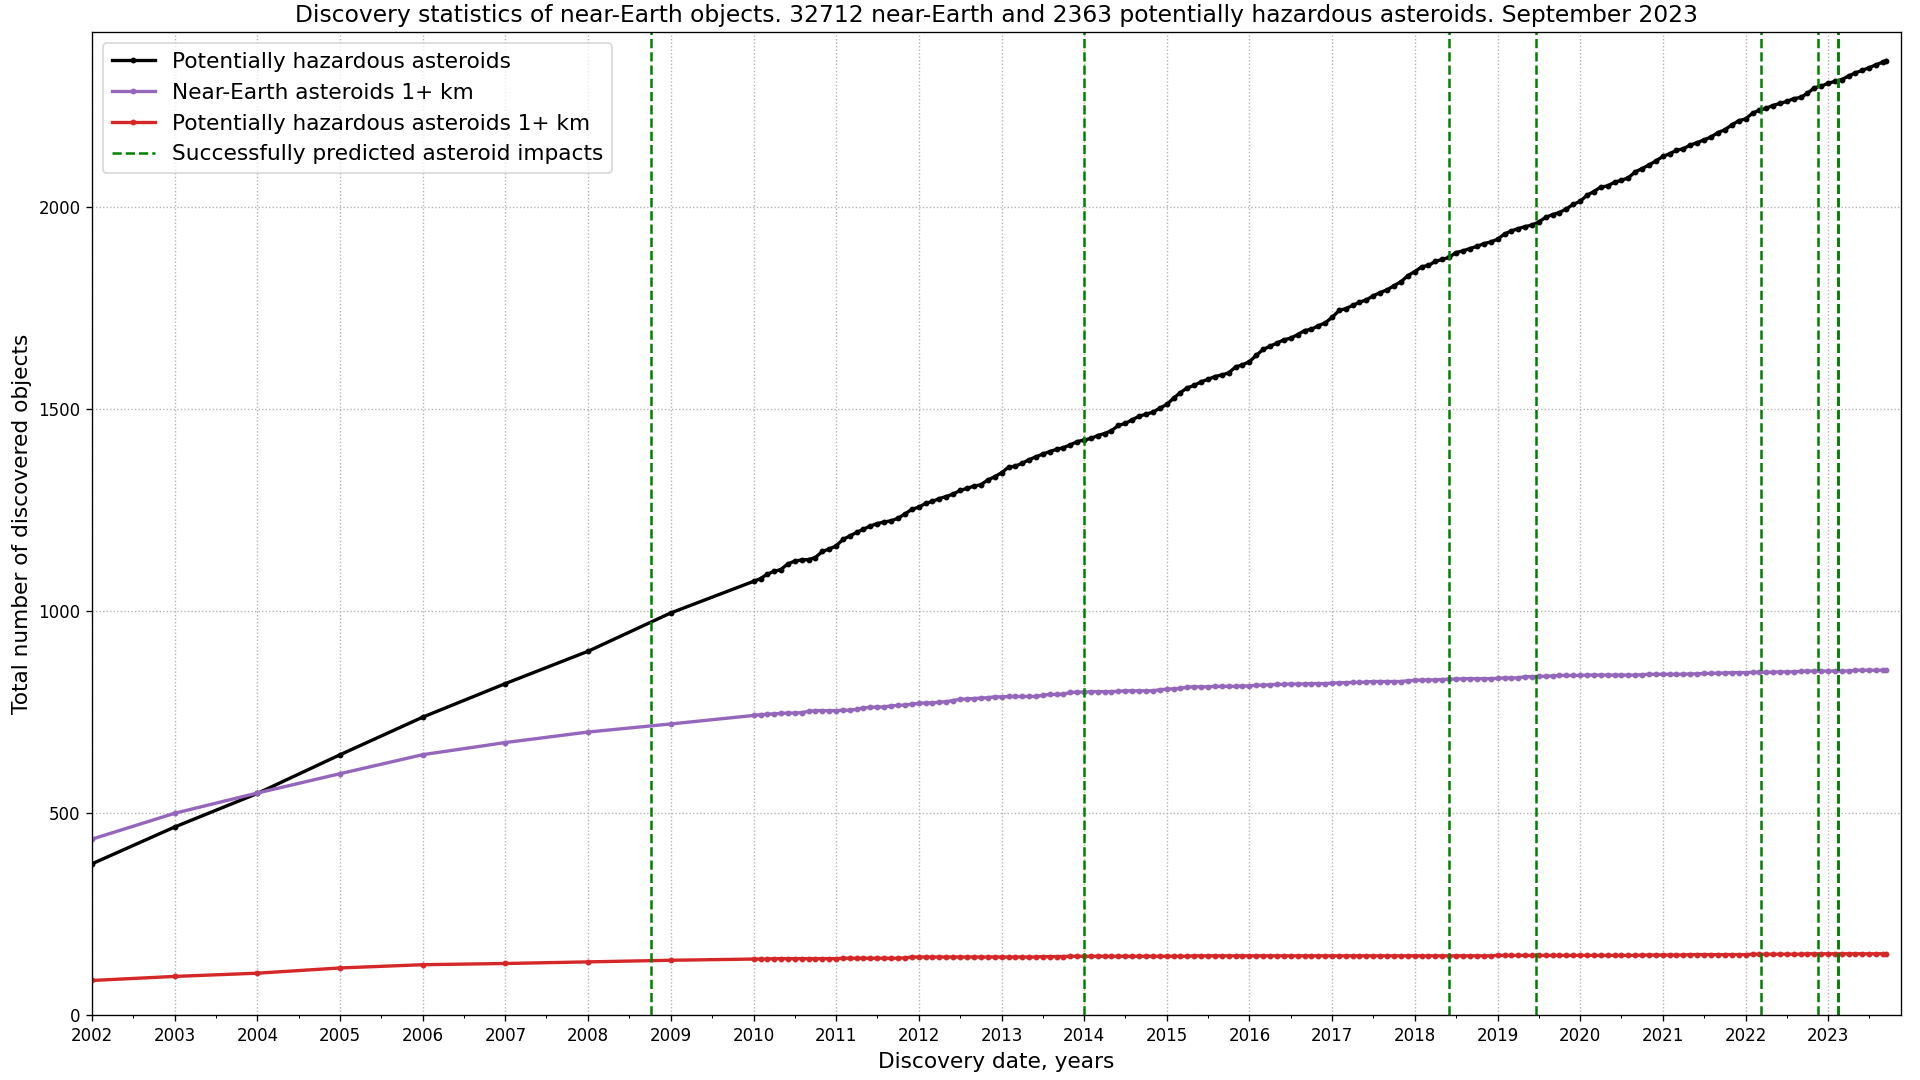 Discovery statistics of near-Earth objects. 32712 near-Earth and 2363 potentially hazardous asteroids. September 2023
Potentially hazardous asteroids
Near-Earth asteroids 1+ km
Potentially hazardous asteroids 1+ km
Successfully predicted asteroid impacts
Total number of discovered objects
2000
1500
1000
500
0
2002 2003 2004 2005 2006 2007 2008 2009 2010 2011 2012 2013 2014 2015 2016 2017 2018 2019 2020 2021 2022 2023
Discovery date, years